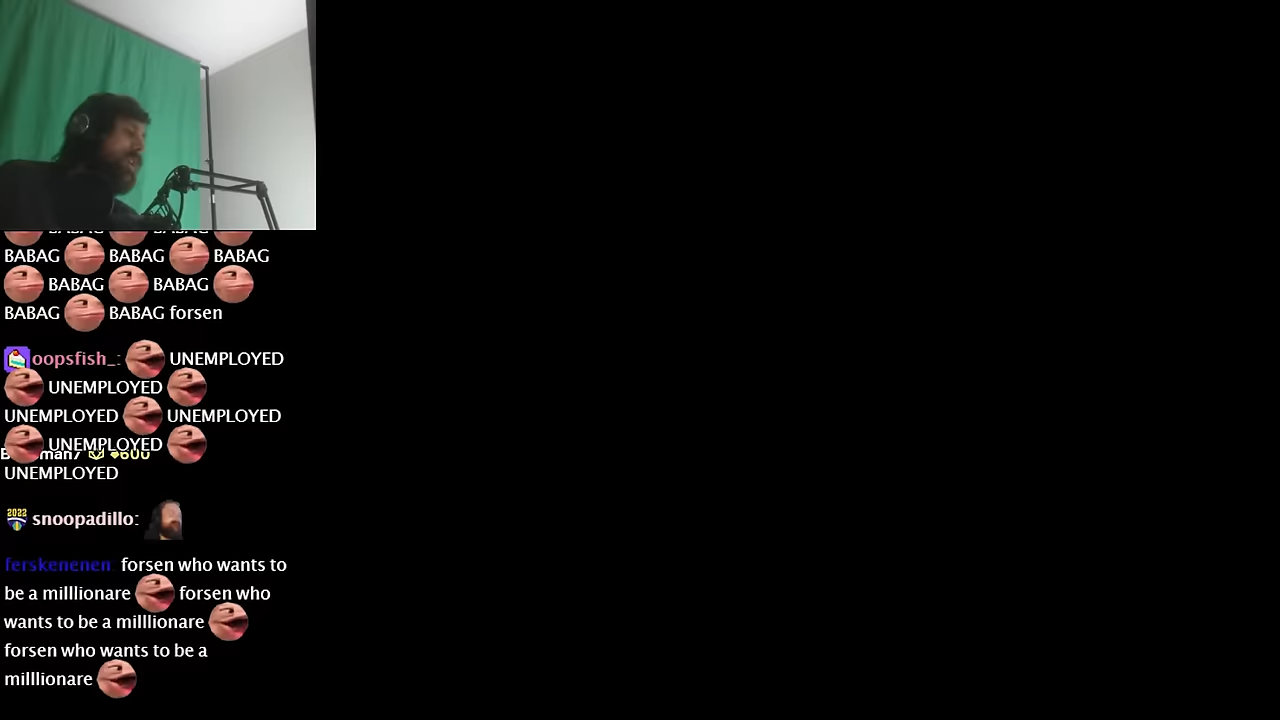 BABAG BABAG BABAG
BABAG BABAG
BABAG BABAG forsen
oopsfish_: UNEMPLOYED
UNEMPLOYED
UNEMPLOYED UNEMPLOYED
UNEMPLOYED
UNEMPLOYED
2022 snoopadillo:
ferskenenen: forsen who wants to
be a milllionare forsen who
wants to be a milllionare
forsen who wants to be a
milllionare